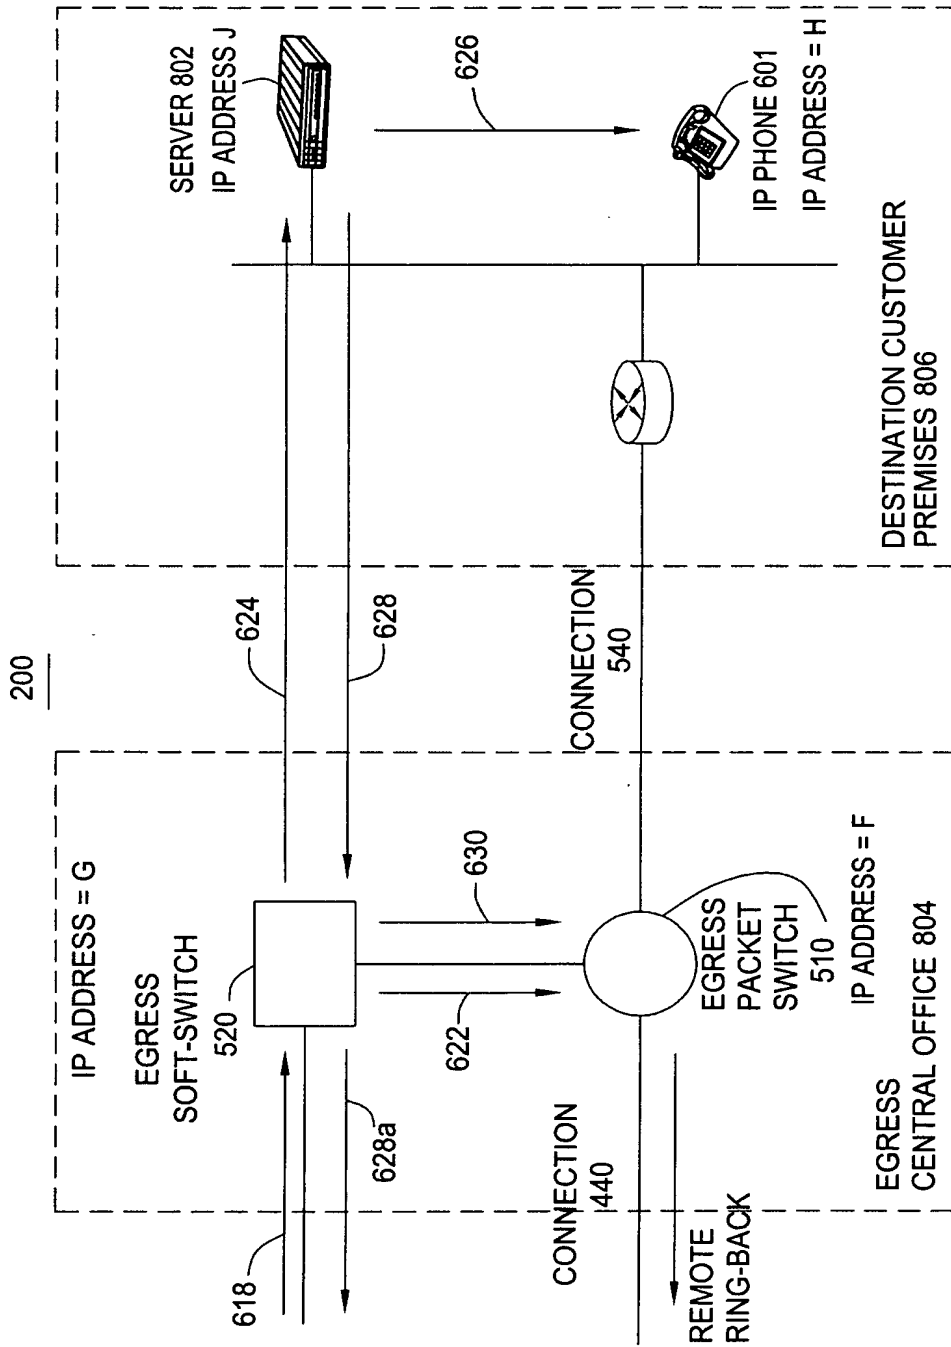 200
IP ADDRESS = G
EGRESS
SOFT-SWITCH
520
618
628a
624
628
SERVER 802
IP ADDRESS J
626
630
622
EGRESS
PACKET
SWITCH
510
IP ADDRESS = F
CONNECTION
440
REMOTE
RING-BACK
EGRESS
CENTRAL OFFICE 804
CONNECTION
540
IP PHONE 601
IP ADDRESS = H
DESTINATION CUSTOMER
PREMISES 806